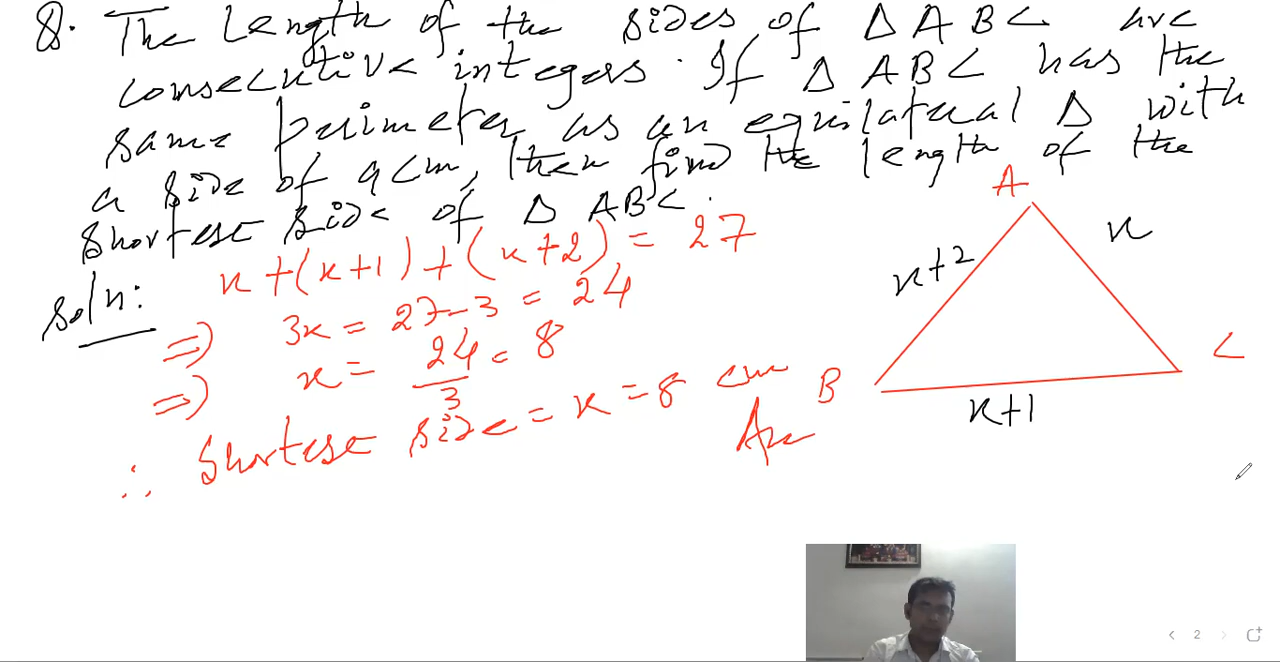 8. The Length of the sides of Δ ABC are
consecutive integers. If Δ ABC has the
same perimeter as an equilateral Δ with
a side of 9cm, then find the length of the
shortest side of Δ ABC.
soln: x+(x+1)+(x+2) = 27
⇒) 3x = 27-3 = 24
⇒) x = 24/3 = 8
∴ shortest side = x = 8 cm
Ans
A
x+2
x
B
C
x+1
2